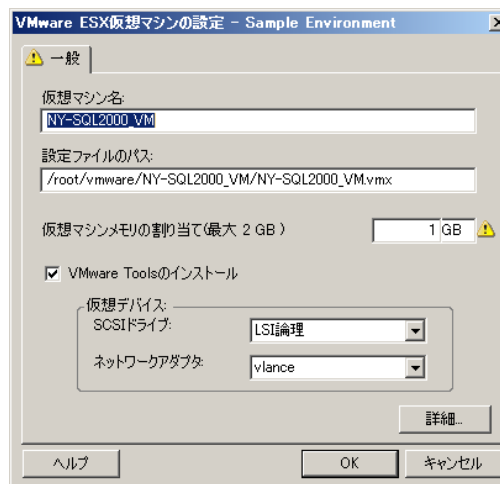 VMware ESX仮想マシンの設定 - Sample Environment
一般
仮想マシン名:
NY-SQL2000_VM
設定ファイルのパス:
/root/vmware/NY-SQL2000_VM/NY-SQL2000_VM.vmx
仮想マシンメモリの割り当て(最大 2 GB )
1 GB
VMware Toolsのインストール
仮想デバイス:
SCSIドライブ:
LSI論理
ネットワークアダプタ:
vlance
詳細...
ヘルプ
OK
キャンセル